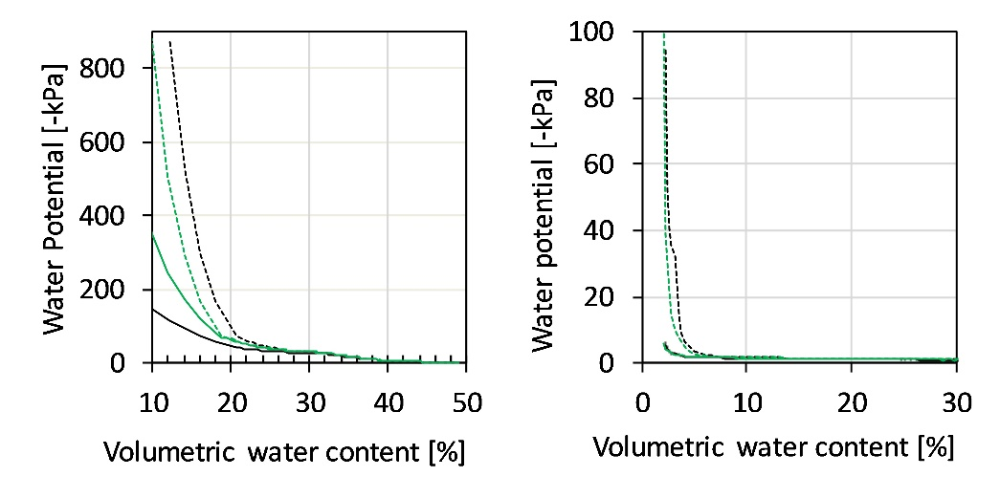 Water Potential [-kPa]
800
600
400
200
0
10 20 30 40 50
Volumetric water content [%]
Water potential [-kPa]
100
80
60
40
20
0
0 10 20 30
Volumetric water content [%]